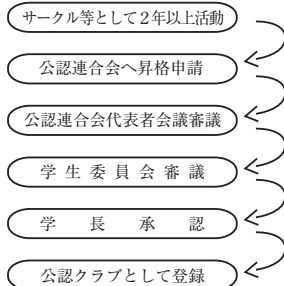 サークル等として２年以上活動
公認連合会へ昇格申請
公認連合会代表者会議審議
学生委員会審議
学長承認
公認クラブとして登録